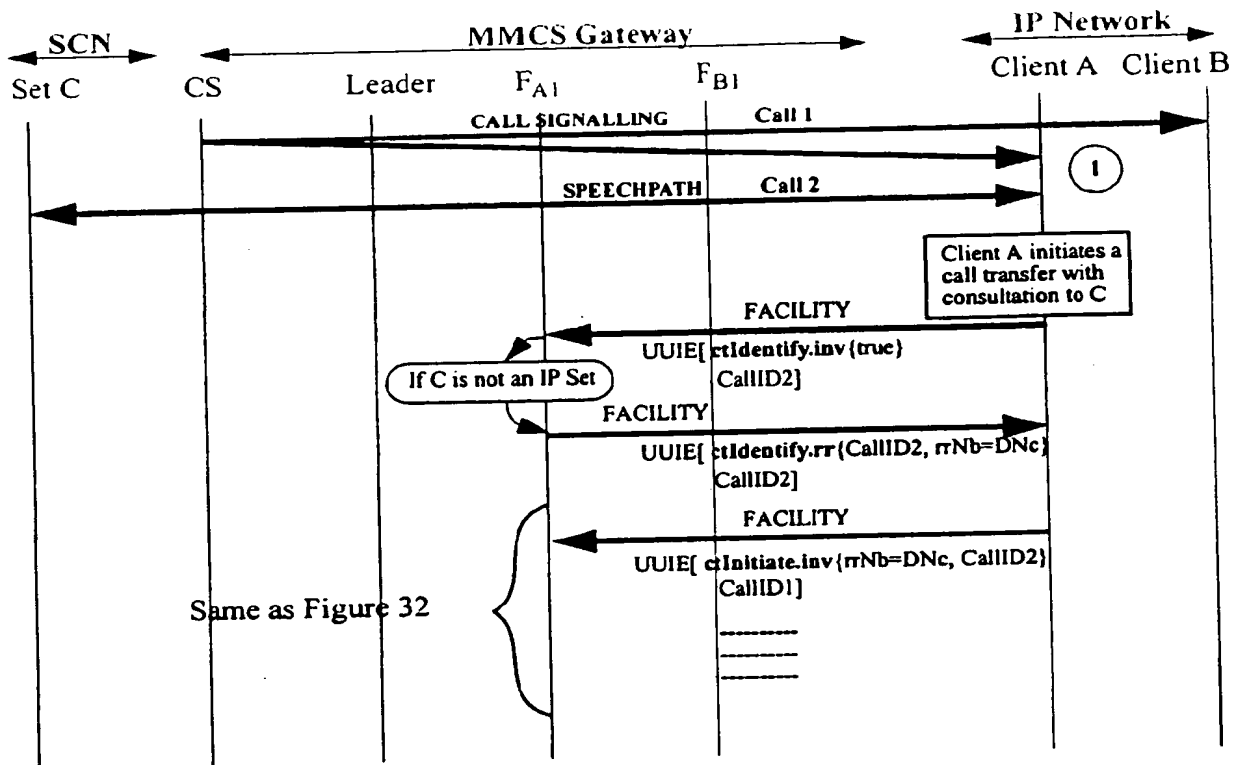 SCN
MMCS Gateway
IP Network
Set C
CS
Leader
FA1
FB1
Client A
Client B
CALL SIGNALLING
Call 1
1
SPEECHPATH
Call 2
Client A initiates a
call transfer with
consultation to C
FACILITY
UUIE[ ctIdentify.inv{true}
CallID2]
If C is not an IP Set
FACILITY
UUIE[ ctIdentify.rr{CallID2, rrNb=DNc}
CallID2]
FACILITY
UUIE[ ctInitiate.inv{rrNb=DNc, CallID2}
CallID1]
Same as Figure 32